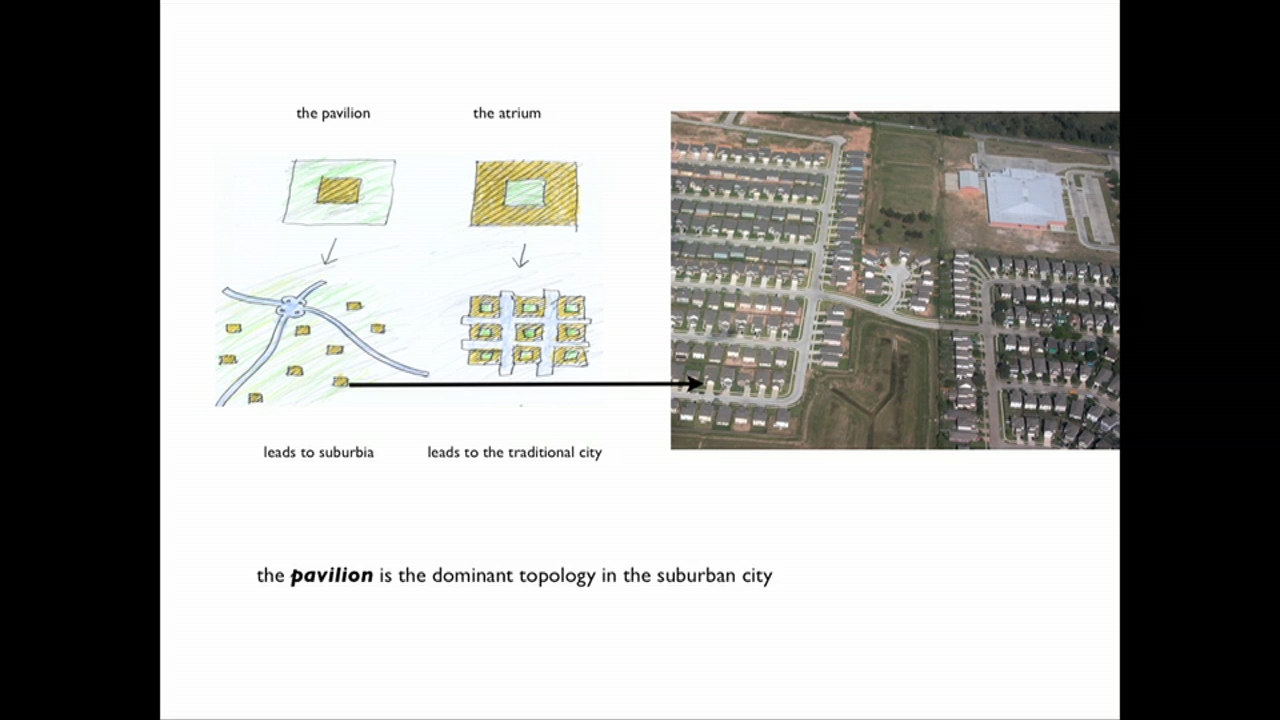 the pavilion
the atrium
leads to suburbia
leads to the traditional city
the pavilion is the dominant topology in the suburban city